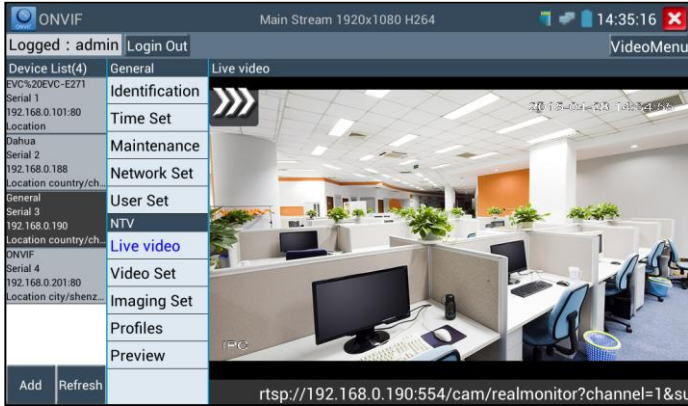 ONVIF
Main Stream 1920x1080 H264
14:35:16
Logged : admin
Login Out
VideoMenu
Device List(4)
EVC%20EVC-E271
Serial 1
192.168.0.101:80
Location
Dahua
Serial 2
192.168.0.188
Location country/ch...
General
Serial 3
192.168.0.190
Location country/ch...
ONVIF
Serial 4
192.168.0.201:80
Location city/shenz...
Add
Refresh
General
Identification
Time Set
Maintenance
Network Set
User Set
NTV
Live video
Video Set
Imaging Set
Profiles
Preview
Live video
IPC
rtsp://192.168.0.190:554/cam/realmonitor?channel=1&su